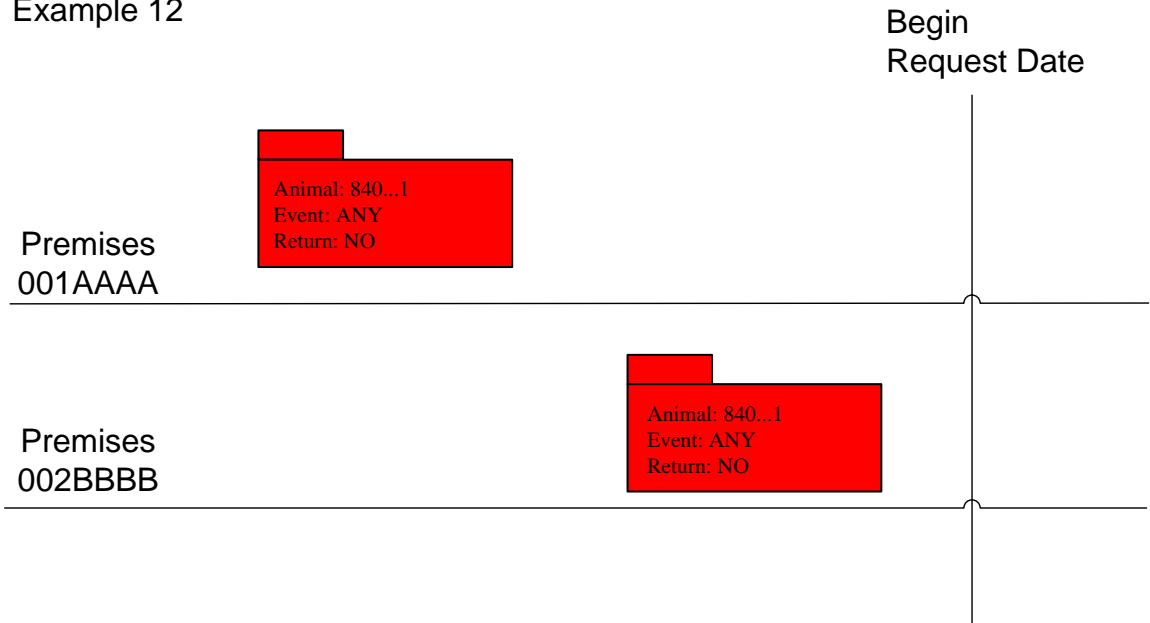 Example 12
Begin
Request Date
Animal: 840...1
Event: ANY
Return: NO
Premises
001AAAA
Animal: 840...1
Event: ANY
Return: NO
Premises
002BBBB